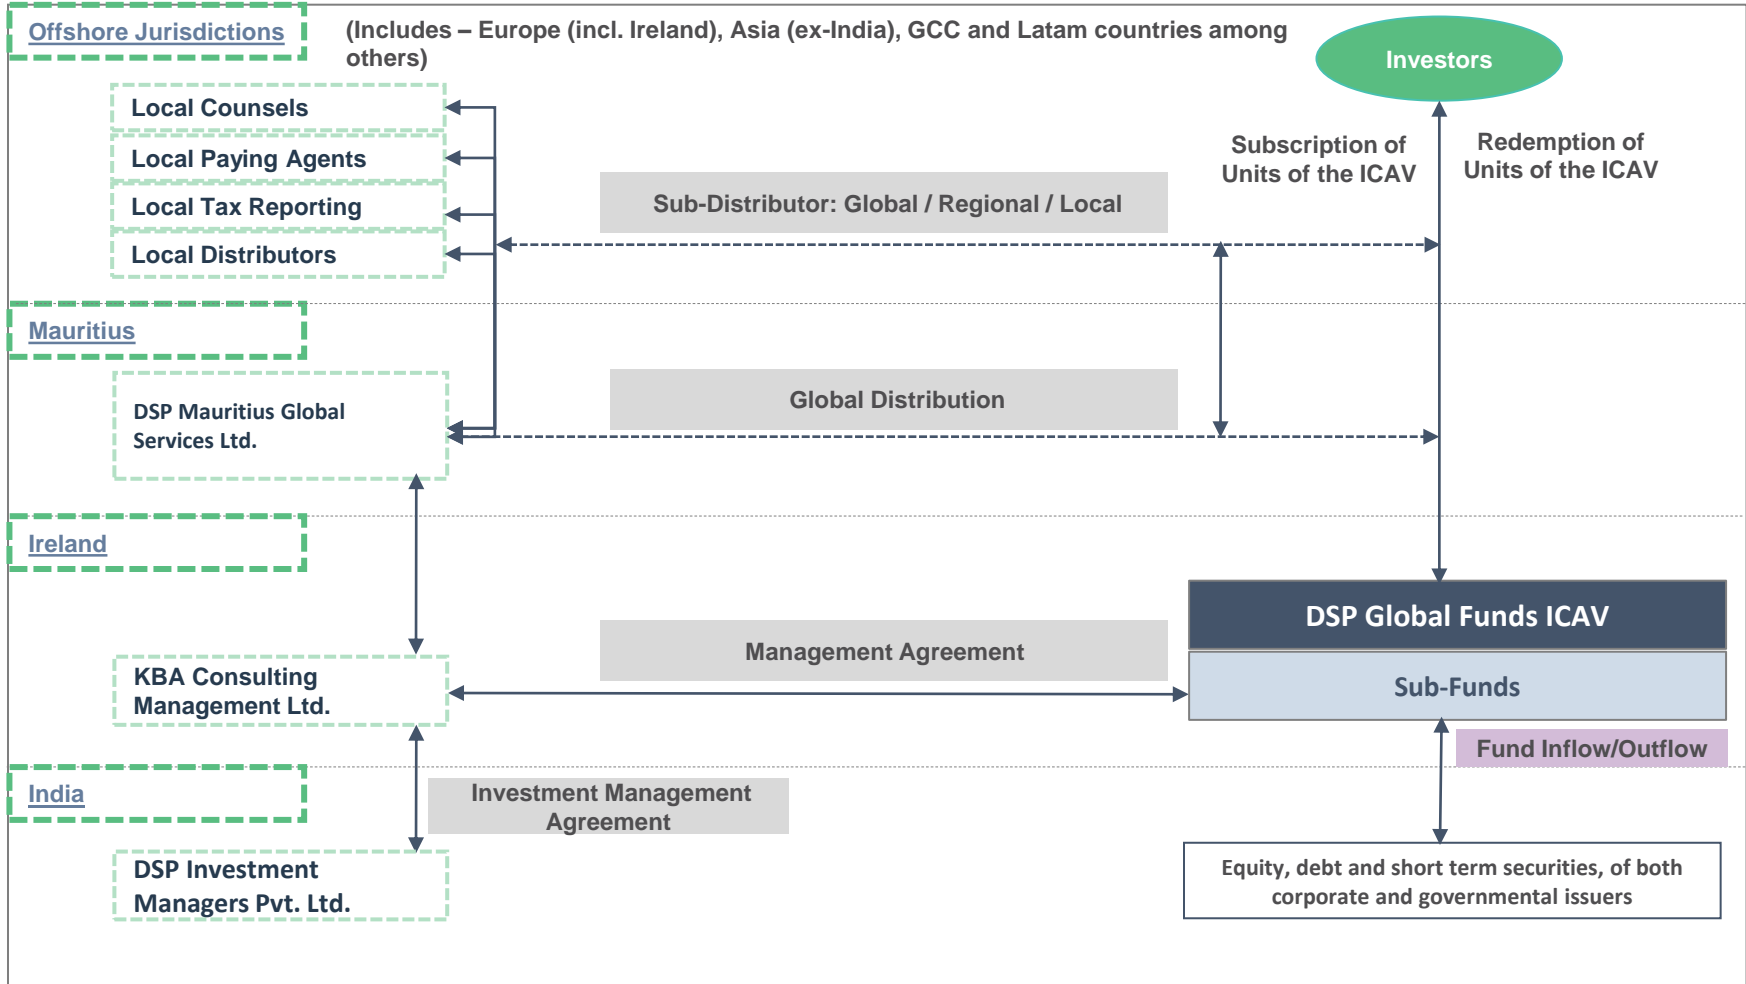 Offshore Jurisdictions
(Includes – Europe (incl. Ireland), Asia (ex-India), GCC and Latam countries among
others)
Investors
Local Counsels
Local Paying Agents
Local Tax Reporting
Local Distributors
Sub-Distributor: Global / Regional / Local
Subscription of
Units of the ICAV
Redemption of
Units of the ICAV
Mauritius
DSP Mauritius Global
Services Ltd.
Global Distribution
Ireland
DSP Global Funds ICAV
Sub-Funds
KBA Consulting
Management Ltd.
Management Agreement
Fund Inflow/Outflow
India
Investment Management
Agreement
DSP Investment
Managers Pvt. Ltd.
Equity, debt and short term securities, of both
corporate and governmental issuers